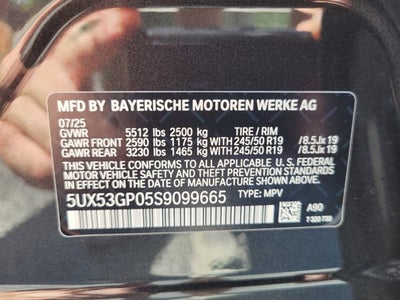 MFD BY BAYERISCHE MOTOREN WERKE AG
07/25
GVWR 5512 lbs 2500 kg TIRE / RIM
GAWR FRONT 2590 lbs 1175 kg WITH 245/50 R19 /8.5Jx19
GAWR REAR 3230 lbs 1465 kg WITH 245/50 R19 /8.5Jx19
THIS VEHICLE CONFORMS TO ALL APPLICABLE U.S. FEDERAL
MOTOR VEHICLE SAFETY AND THEFT PREVENTION STANDARDS
IN EFFECT ON THE DATE OF MANUFACTURE SHOWN ABOVE.
5UX53GP05S9099665 TYPE: MPV
A90
7 320 730